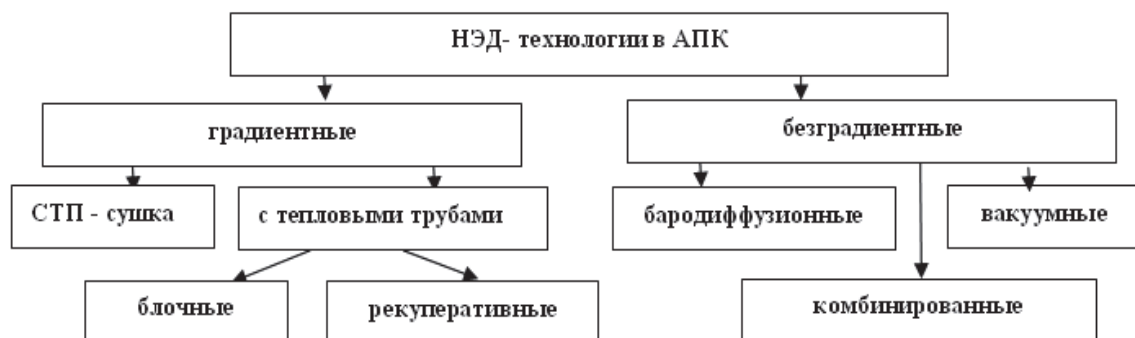 НЭД- технологии в АПК
градиентные
безградиентные
СТП - сушка
с тепловыми трубами
бародиффузионные
вакуумные
блочные
рекуперативные
комбинированные